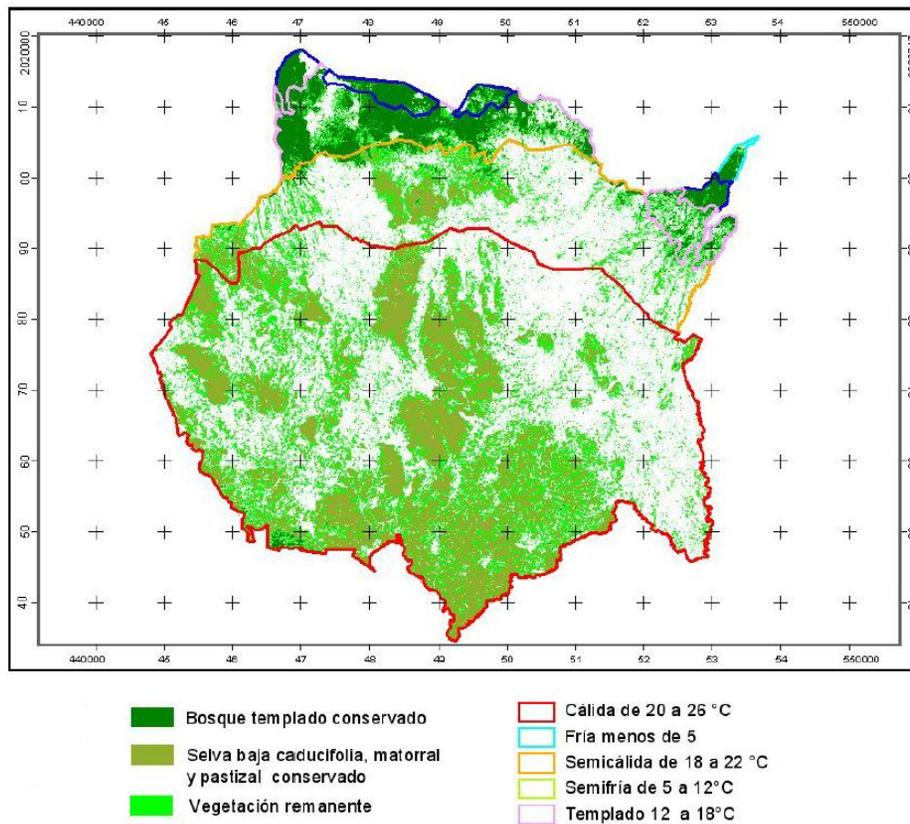 440000 45 46 47 48 49 50 51 52 53 54 550000
2020000
10
00
90
80
70
60
50
40
440000 45 46 47 48 49 50 51 52 53 54 550000
Bosque templado conservado
Selva baja caducifolia, matorral
y pastizal conservado
Vegetación remanente
Cálida de 20 a 26 °C
Fría menos de 5
Semicálida de 18 a 22 °C
Semifría de 5 a 12°C
Templado 12 a 18°C